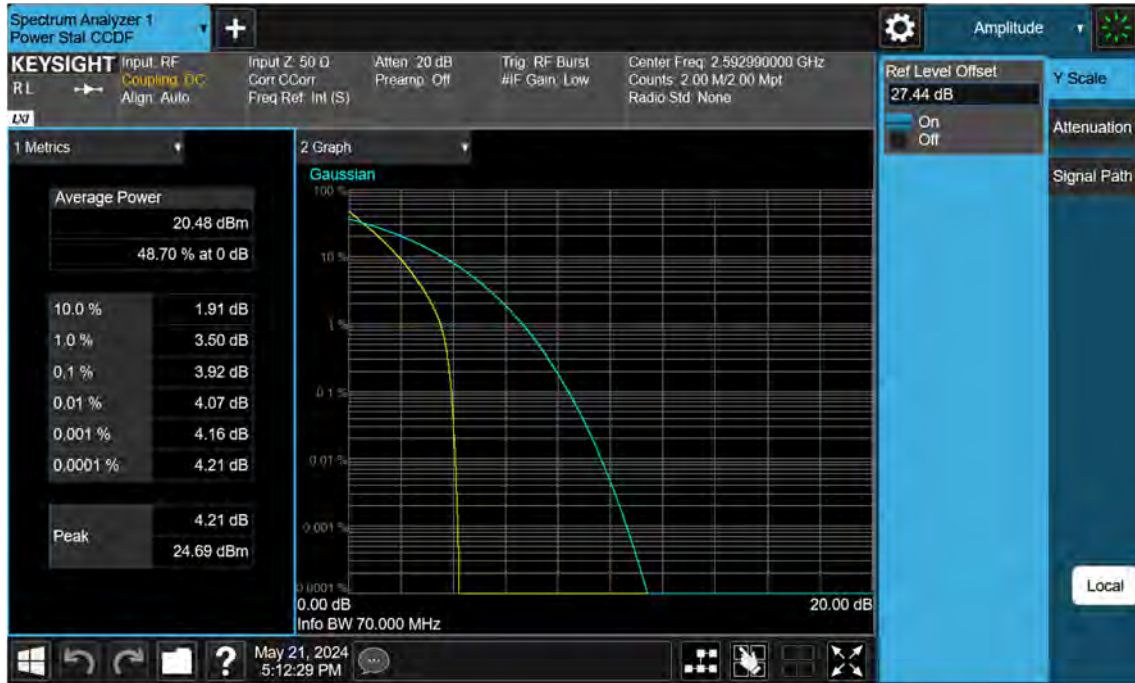 Spectrum Analyzer 1
Power Stat CCDF
+
Amplitude
KEYSIGHT
RL
LXI
Input: RF
Coupling: DC
Align: Auto
Input Z: 50 Ω
Corr CCorr
Freq Ref: Int (S)
Atten: 20 dB
Preamp: Off
Trig: RF Burst
#IF Gain: Low
Center Freq: 2.592990000 GHz
Counts: 2.00 M/2.00 Mpt
Radio Std: None
Ref Level Offset
27.44 dB
On
Off
Y Scale
Attenuation
Signal Path
Local
1 Metrics
Average Power
20.48 dBm
48.70 % at 0 dB
10.0 % 1.91 dB
1.0 % 3.50 dB
0.1 % 3.92 dB
0.01 % 4.07 dB
0.001 % 4.16 dB
0.0001 % 4.21 dB
Peak
4.21 dB
24.69 dBm
2 Graph
Gaussian
100 %
10 %
1 %
0.1 %
0.01 %
0.001 %
0.0001 %
0.00 dB 20.00 dB
Info BW 70.000 MHz
?
May 21, 2024
5:12:29 PM